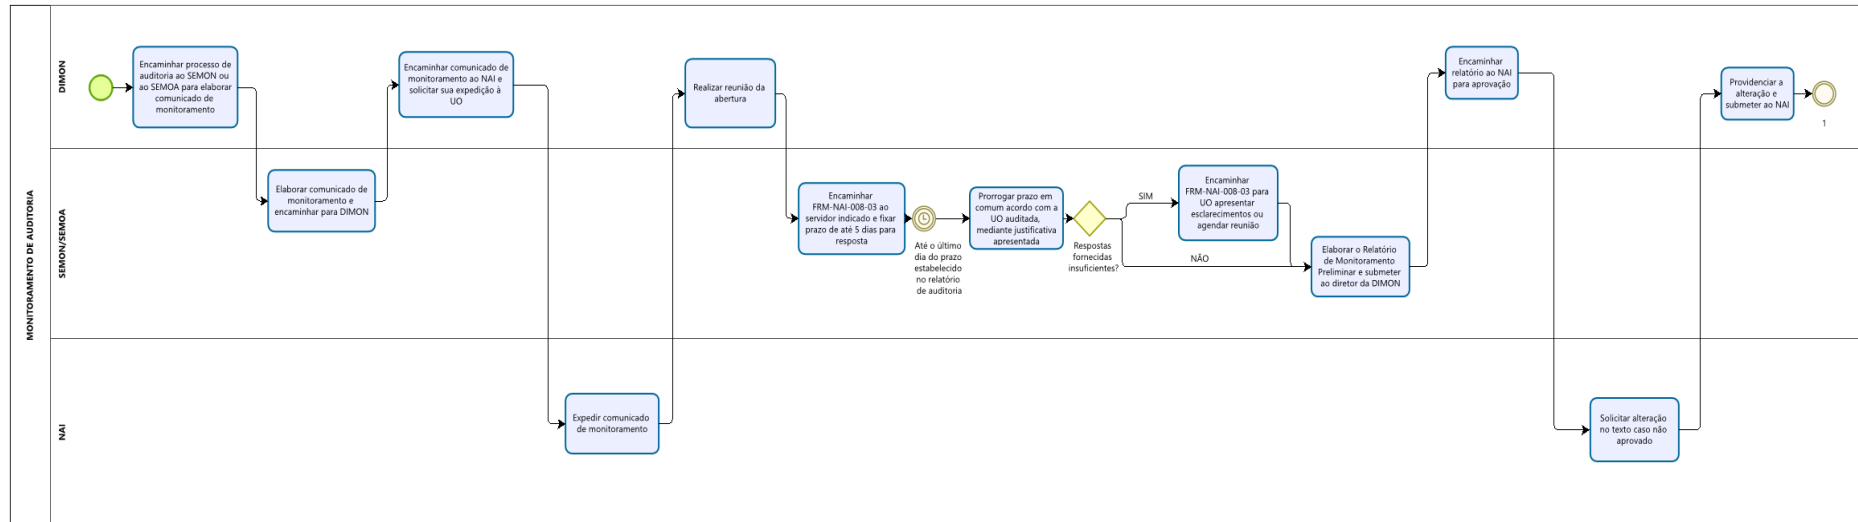 MONITORAMENTO DE AUDITORIA
DIMON
Encaminhar processo de
auditoria ao SEMON ou
ao SEMOA para elaborar
comunicado de
monitoramento
Encaminhar comunicado de
monitoramento ao NAI e
solicitar sua expedição à
UO
Realizar reunião da
abertura
Encaminhar
relatório ao NAI
para aprovação
Providenciar a
alteração e
submeter ao NAI
1
SEMON/SEMOA
Elaborar comunicado de
monitoramento e
encaminhar para DIMON
Encaminhar
FRM-NAI-008-03 ao
servidor indicado e fixar
prazo de até 5 dias para
resposta
Até o último
dia do prazo
estabelecido
no relatório
de auditoria
Prorrogar prazo em
comum acordo com a
UO auditada,
mediante justificativa
apresentada
Respostas
fornecidas
insuficientes?
SIM
NÃO
Encaminhar
FRM-NAI-008-03 para
UO apresentar
esclarecimentos ou
agendar reunião
Elaborar o Relatório
de Monitoramento
Preliminar e submeter
ao diretor da DIMON
NAI
Expedir comunicado
de monitoramento
Solicitar alteração
no texto caso não
aprovado